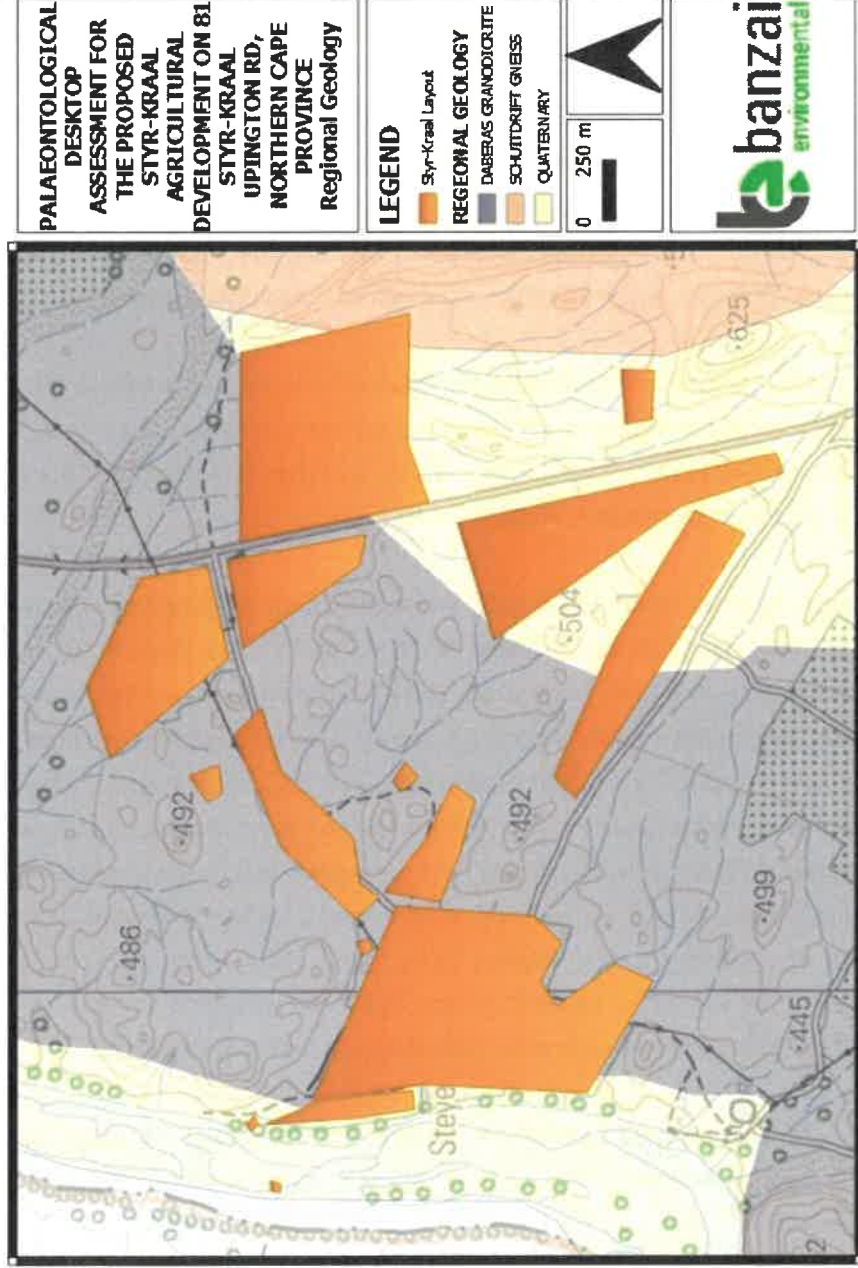 PALAEONTOLOGICAL
DESKTOP
ASSESSMENT FOR
THE PROPOSED
STYR-KRAAL
AGRICULTURAL
DEVELOPMENT ON 81
STYR-KRAAL
UPINGTON RD,
NORTHERN CAPE
PROVINCE
Regional Geology
LEGEND
Styr-Kraal Layout
REGEONAL GEOLOGY
DABERAS GRANODIORITE
SCHUITDRIFT GNEISS
QUATERNARY
0 250 m
banzai
environmental
625
504
492
492
486
499
445
Steve
2